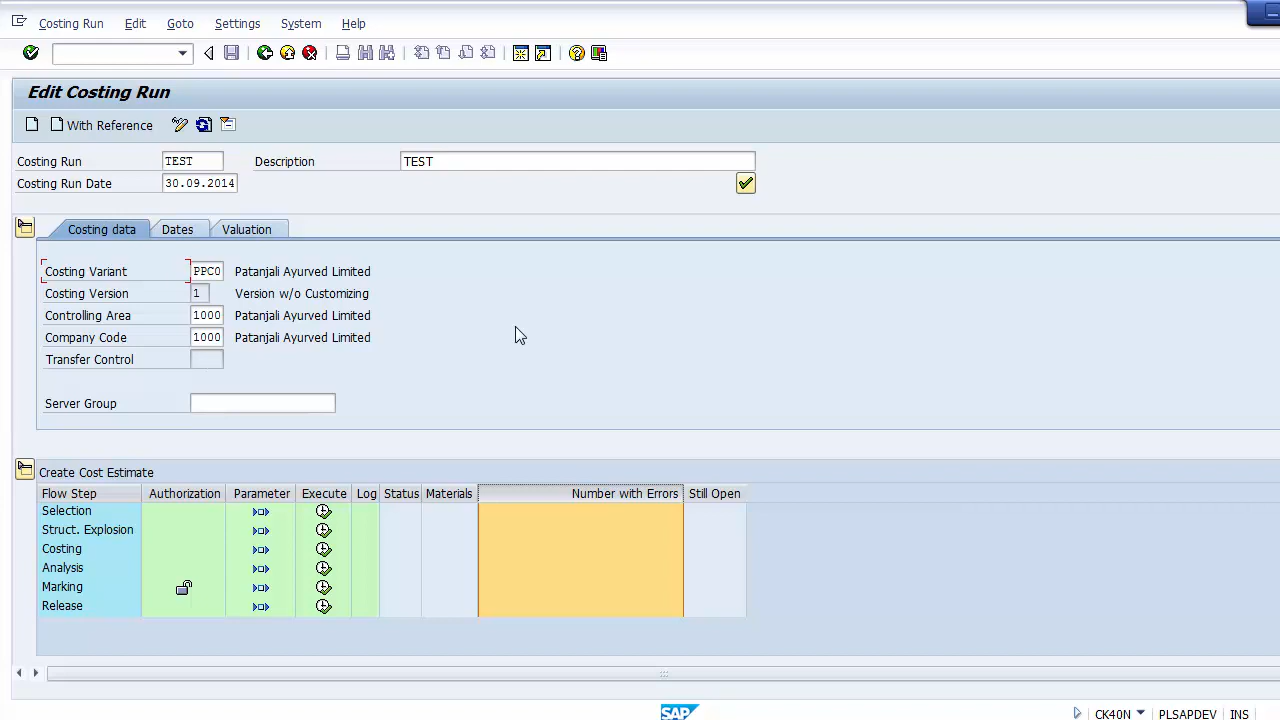 Costing Run Edit Goto Settings System Help
Edit Costing Run
With Reference
Costing Run TEST Description TEST
Costing Run Date 30.09.2014
Costing data Dates Valuation
Costing Variant PPC0 Patanjali Ayurved Limited
Costing Version 1 Version w/o Customizing
Controlling Area 1000 Patanjali Ayurved Limited
Company Code 1000 Patanjali Ayurved Limited
Transfer Control
Server Group
Create Cost Estimate
Flow Step Authorization Parameter Execute Log Status Materials Number with Errors Still Open
Selection
Struct. Explosion
Costing
Analysis
Marking
Release
SAP CK40N PLSAPDEV INS